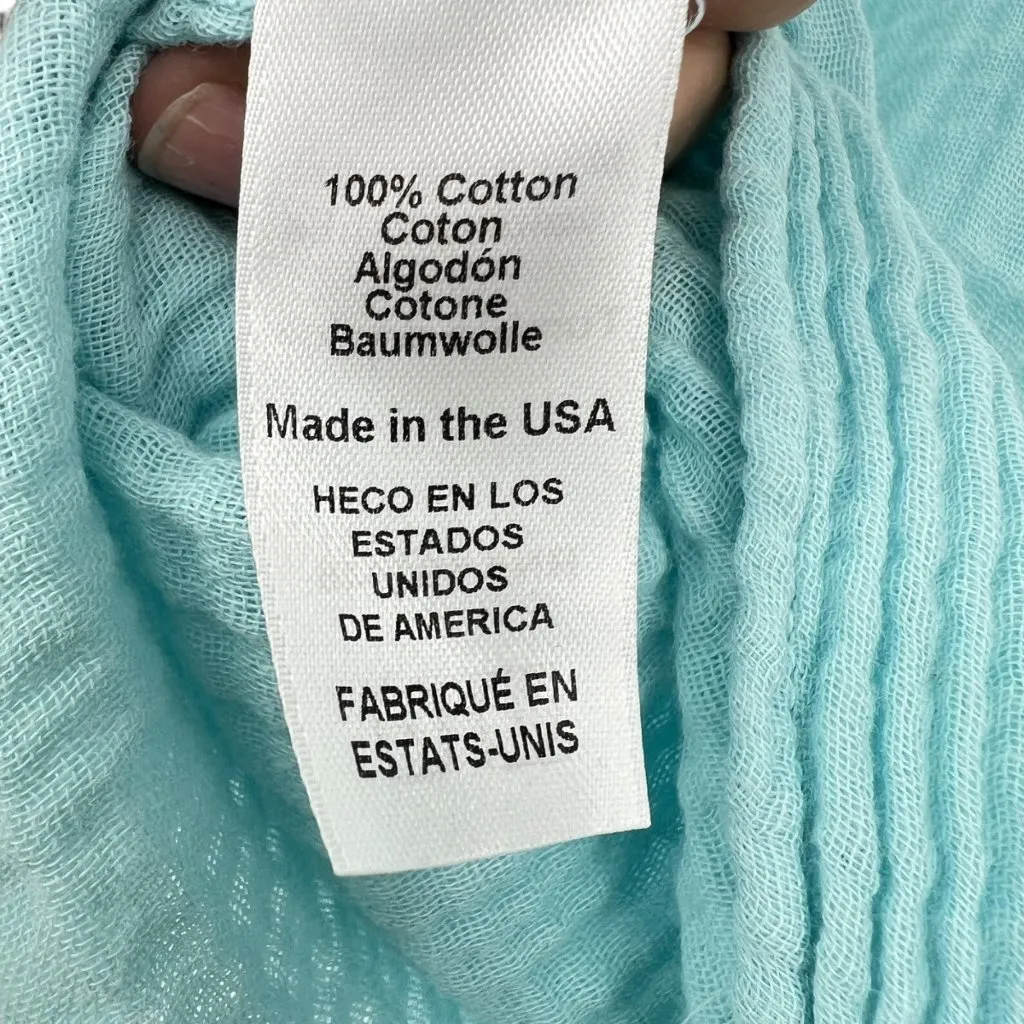 100% Cotton
Coton
Algodón
Cotone
Baumwolle
Made in the USA
HECO EN LOS
ESTADOS
UNIDOS
DE AMERICA
FABRIQUÉ EN
ESTATS-UNIS